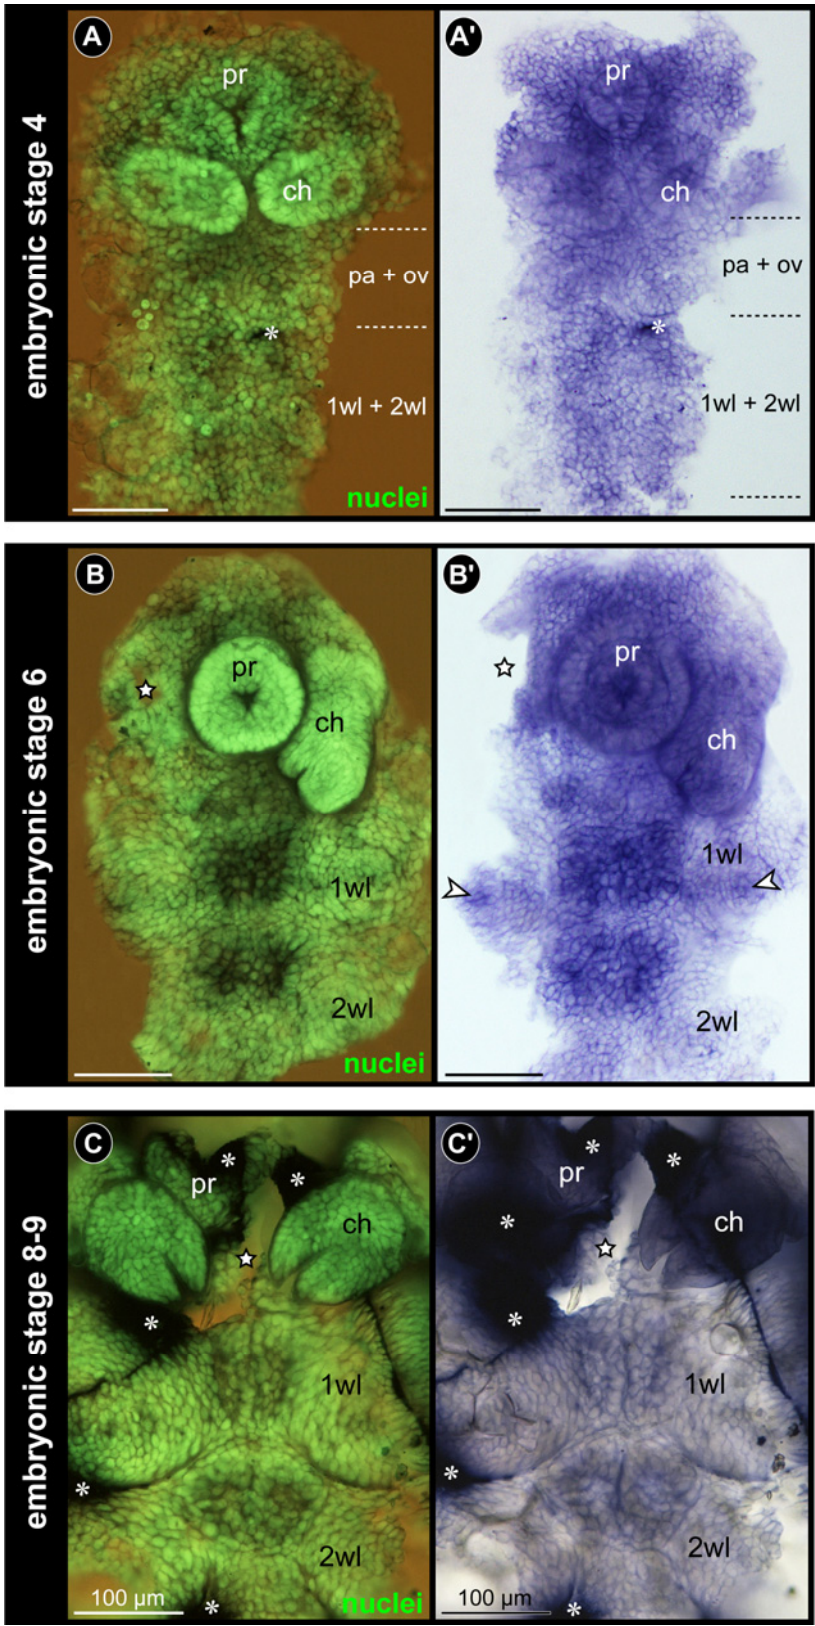 embryonic stage 4
A
pr
ch
pa + ov
*
1wl + 2wl
nuclei
A'
pr
ch
pa + ov
*
1wl + 2wl
embryonic stage 6
B
pr
ch
1wl
2wl
nuclei
B'
pr
ch
1wl
2wl
embryonic stage 8-9
C
*
pr
*
ch
*
1wl
*
2wl
100 µm
*
nuclei
C'
*
pr
*
*
ch
*
1wl
*
2wl
100 µm
*